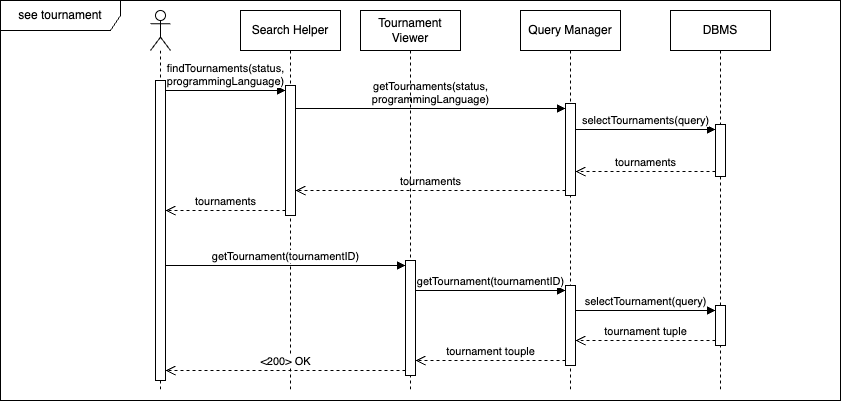 see tournament
Search Helper
Tournament
Viewer
Query Manager
DBMS
findTournaments(status,
programmingLanguage)
getTournaments(status,
programmingLanguage)
selectTournaments(query)
tournaments
tournaments
tournaments
getTournament(tournamentID)
getTournament(tournamentID)
selectTournament(query)
tournament tuple
tournament touple
<200> OK